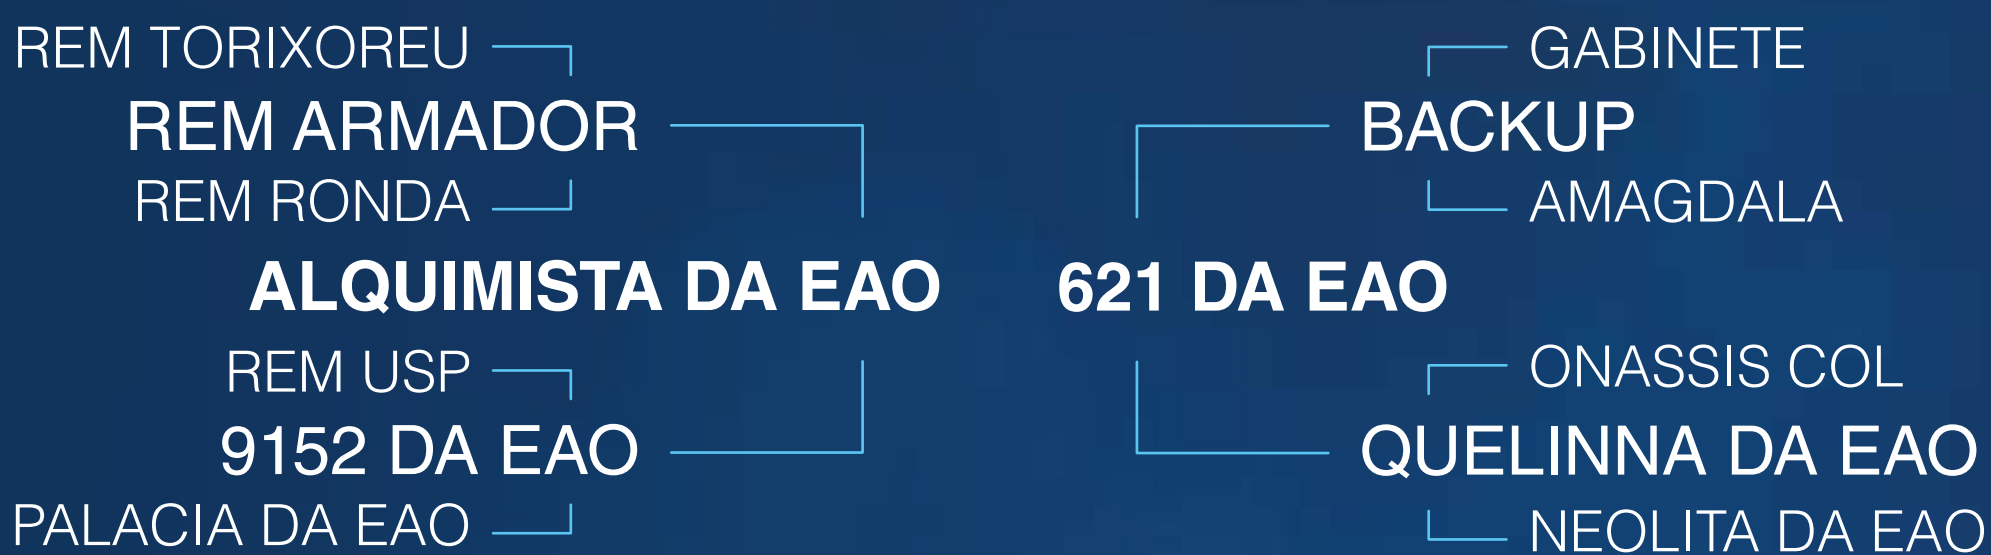 REM TORIXOREU
REM ARMADOR
REM RONDA
ALQUIMISTA DA EAO
REM USP
9152 DA EAO
PALACIA DA EAO
GABINETE
BACKUP
AMAGDALA
621 DA EAO
ONASSIS COL
QUELINNA DA EAO
NEOLITA DA EAO